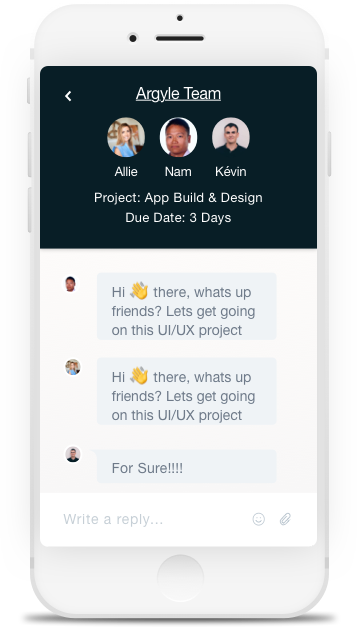 Argyle Team
Allie Nam Kévin
Project: App Build & Design
Due Date: 3 Days
Hi 👋 there, whats up
friends? Lets get going
on this UI/UX project
Hi 👋 there, whats up
friends? Lets get going
on this UI/UX project
For Sure!!!!
Write a reply...